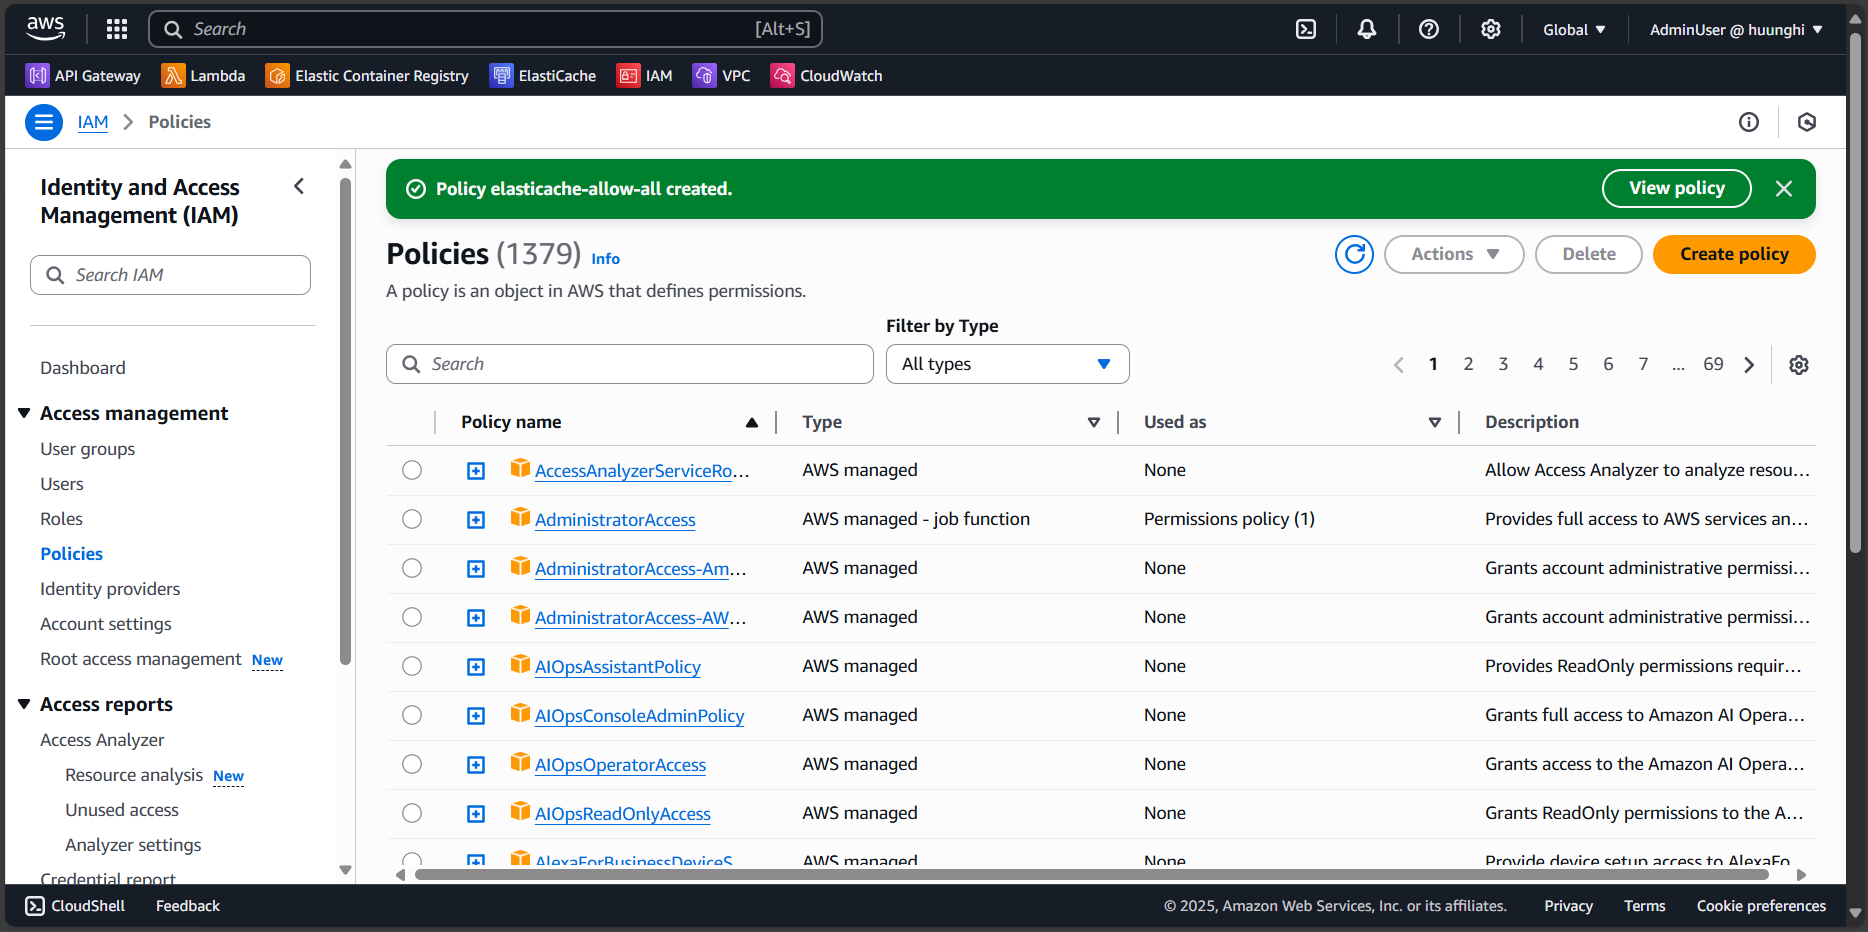 aws
Search [Alt+S]
Global AdminUser @ huunghi
API Gateway Lambda Elastic Container Registry ElastiCache IAM VPC CloudWatch
IAM Policies
Identity and Access
Management (IAM)
Search IAM
Dashboard
Access management
User groups
Users
Roles
Policies
Identity providers
Account settings
Root access management New
Access reports
Access Analyzer
Resource analysis New
Unused access
Analyzer settings
Credential report
Policy elasticache-allow-all created. View policy
Policies (1379) Info
Actions Delete Create policy
A policy is an object in AWS that defines permissions.
Filter by Type
Search All types 1 2 3 4 5 6 7 ... 69
Policy name Type Used as Description
AccessAnalyzerServiceRo... AWS managed None Allow Access Analyzer to analyze resou...
AdministratorAccess AWS managed - job function Permissions policy (1) Provides full access to AWS services an...
AdministratorAccess-Am... AWS managed None Grants account administrative permissi...
AdministratorAccess-AW... AWS managed None Grants account administrative permissi...
AIOpsAssistantPolicy AWS managed None Provides ReadOnly permissions requir...
AIOpsConsoleAdminPolicy AWS managed None Grants full access to Amazon AI Opera...
AIOpsOperatorAccess AWS managed None Grants access to the Amazon AI Opera...
AIOpsReadOnlyAccess AWS managed None Grants ReadOnly permissions to the A...
AlexaForBusinessDeviceS AWS managed None Provide device setup access to AlexaFo
CloudShell Feedback © 2025, Amazon Web Services, Inc. or its affiliates. Privacy Terms Cookie preferences